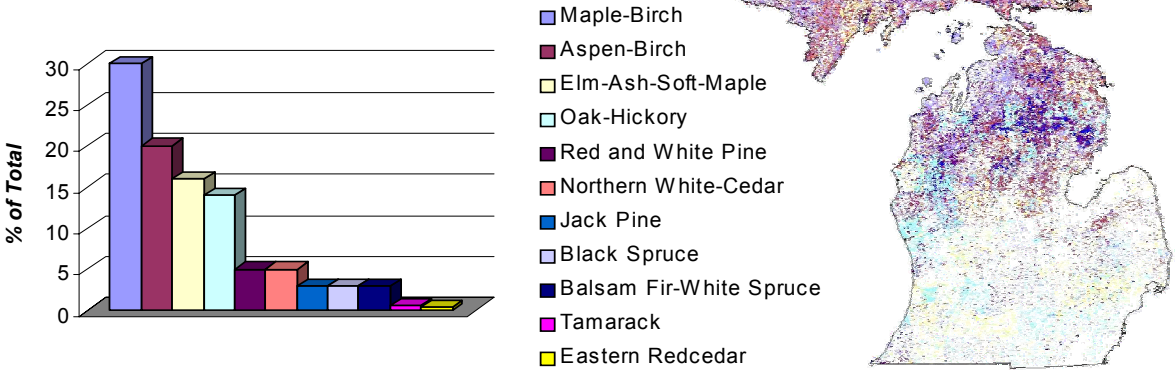 % of Total
30
25
20
15
10
5
0
Maple-Birch
Aspen-Birch
Elm-Ash-Soft-Maple
Oak-Hickory
Red and White Pine
Northern White-Cedar
Jack Pine
Black Spruce
Balsam Fir-White Spruce
Tamarack
Eastern Redcedar